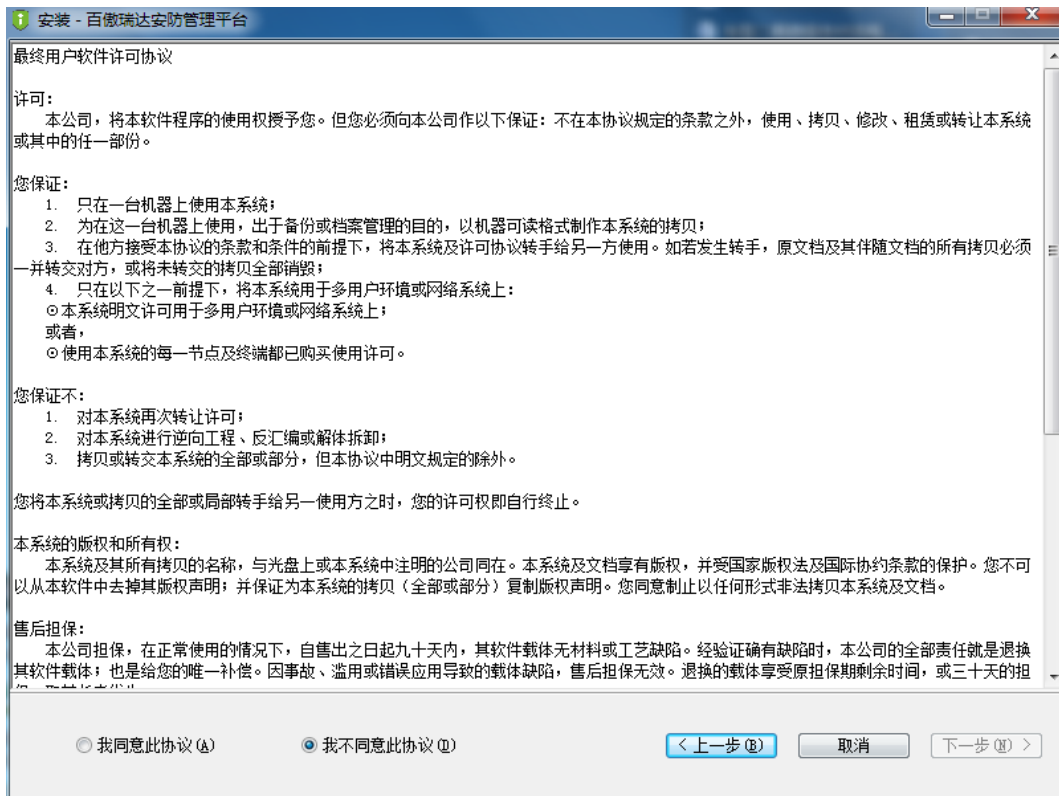 安装 - 百傲瑞达安防管理平台
最终用户软件许可协议
许可：
本公司，将本软件程序的使用权授予您。但您必须向本公司作以下保证：不在本协议规定的条款之外，使用、拷贝、修改、租赁或转让本系统
或其中的任一部份。
您保证：
1. 只在一台机器上使用本系统；
2. 为在这一台机器上使用，出于备份或档案管理的目的，以机器可读格式制作本系统的拷贝；
3. 在他方接受本协议的条款和条件的前提下，将本系统及许可协议转手给另一方使用。如若发生转手，原文档及其伴随文档的所有拷贝必须
一并转交对方，或将未转交的拷贝全部销毁；
4. 只在以下之一前提下，将本系统用于多用户环境或网络系统上：
⊙本系统明文许可用于多用户环境或网络系统上；
或者，
⊙使用本系统的每一节点及终端都已购买使用许可。
您保证不：
1. 对本系统再次转让许可；
2. 对本系统进行逆向工程、反汇编或解体拆卸；
3. 拷贝或转交本系统的全部或部分，但本协议中明文规定的除外。
您将本系统或拷贝的全部或局部转手给另一使用方之时，您的许可权即自行终止。
本系统的版权和所有权：
本系统及其所有拷贝的名称，与光盘上或本系统中注明的公司同在。本系统及文档享有版权，并受国家版权法及国际协约条款的保护。您不可
以从本软件中去掉其版权声明；并保证为本系统的拷贝（全部或部分）复制版权声明。您同意制止以任何形式非法拷贝本系统及文档。
售后担保：
本公司担保，在正常使用的情况下，自售出之日起九十天内，其软件载体无材料或工艺缺陷。经验证确有缺陷时，本公司的全部责任就是退换
其软件载体；也是给您的唯一补偿。因事故、滥用或错误应用导致的载体缺陷，售后担保无效。退换的载体享受原担保期剩余时间，或三十天的担
我同意此协议(A) 我不同意此协议(D) < 上一步(B) 取消 下一步(N) >